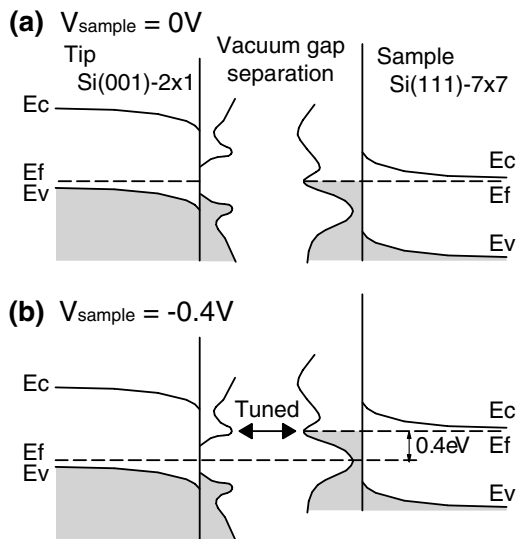 (a) Vsample = 0V
Tip
Si(001)-2x1
Vacuum gap
separation
Sample
Si(111)-7x7
Ec
Ef
Ev
Ec
Ef
Ev
(b) Vsample = -0.4V
Ec
Ef
Ev
Tuned
Ec
Ef
0.4eV
Ev